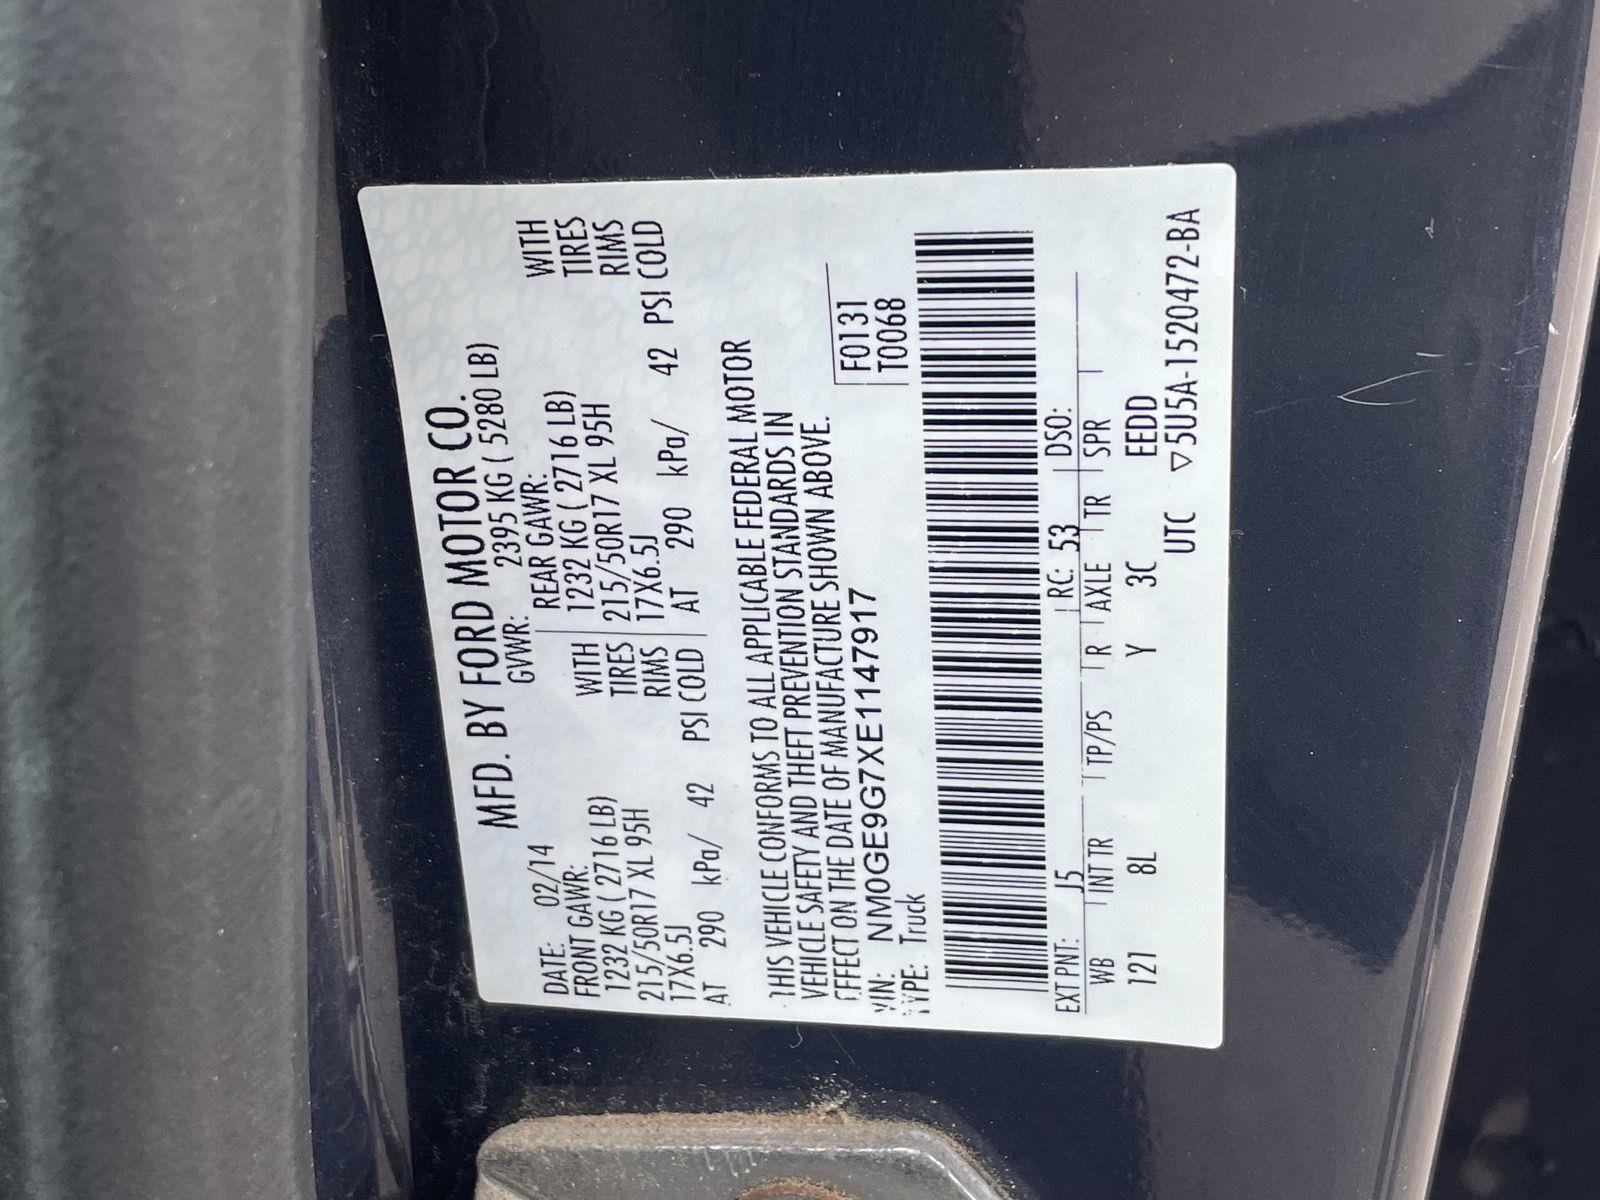 MFD. BY FORD MOTOR CO.
DATE: 02/14 GVWR: 2395 KG ( 5280 LB)
FRONT GAWR: REAR GAWR:
1232 KG ( 2716 LB) WITH 1232 KG ( 2716 LB) WITH
215/50R17 XL 95H TIRES 215/50R17 XL 95H TIRES
17X6.5J RIMS 17X6.5J RIMS
AT 290 kPa/ 42 PSI COLD AT 290 kPa/ 42 PSI COLD
THIS VEHICLE CONFORMS TO ALL APPLICABLE FEDERAL MOTOR
VEHICLE SAFETY AND THEFT PREVENTION STANDARDS IN
EFFECT ON THE DATE OF MANUFACTURE SHOWN ABOVE.
VIN: NM0GE9G7XE1147917 F0131
TYPE: Truck T0068
EXT PNT: J5 RC: 53 DSO:
WB INT TR TP/PS R AXLE TR SPR
121 8L Y 3C EEDD
UTC ▽5U5A-1520472-BA